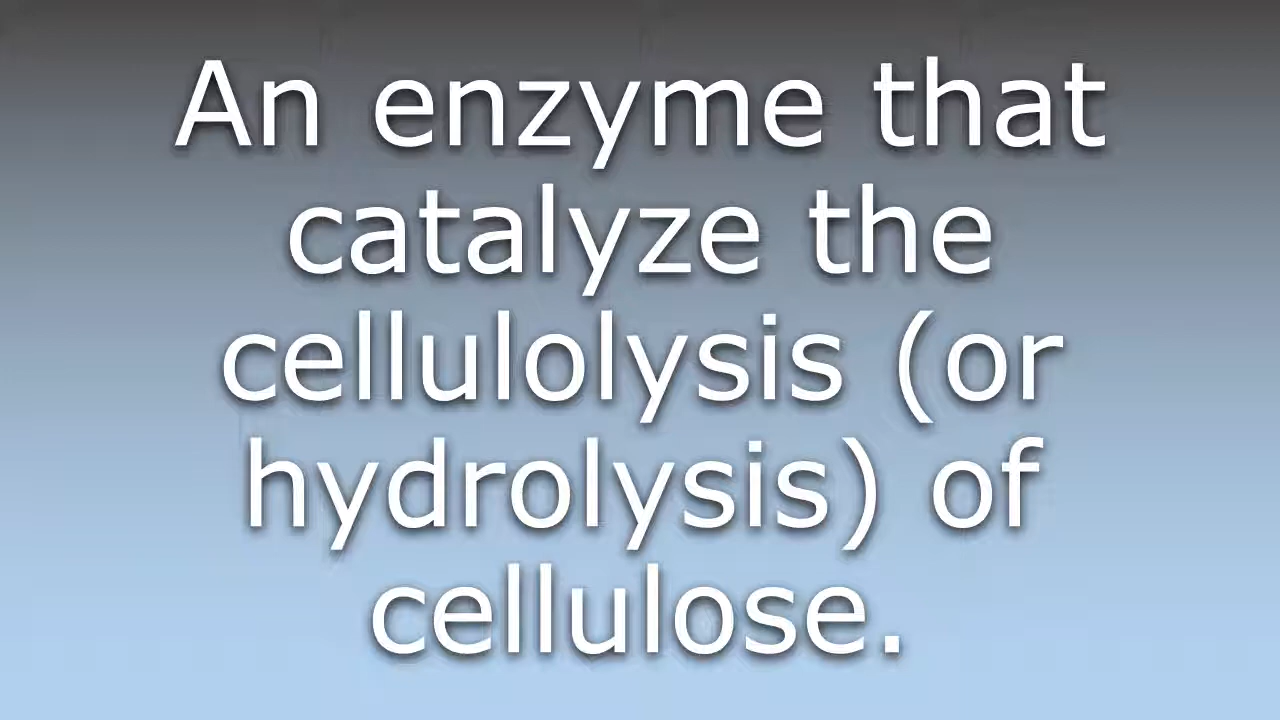 An enzyme that
catalyze the
cellulolysis (or
hydrolysis) of
cellulose.